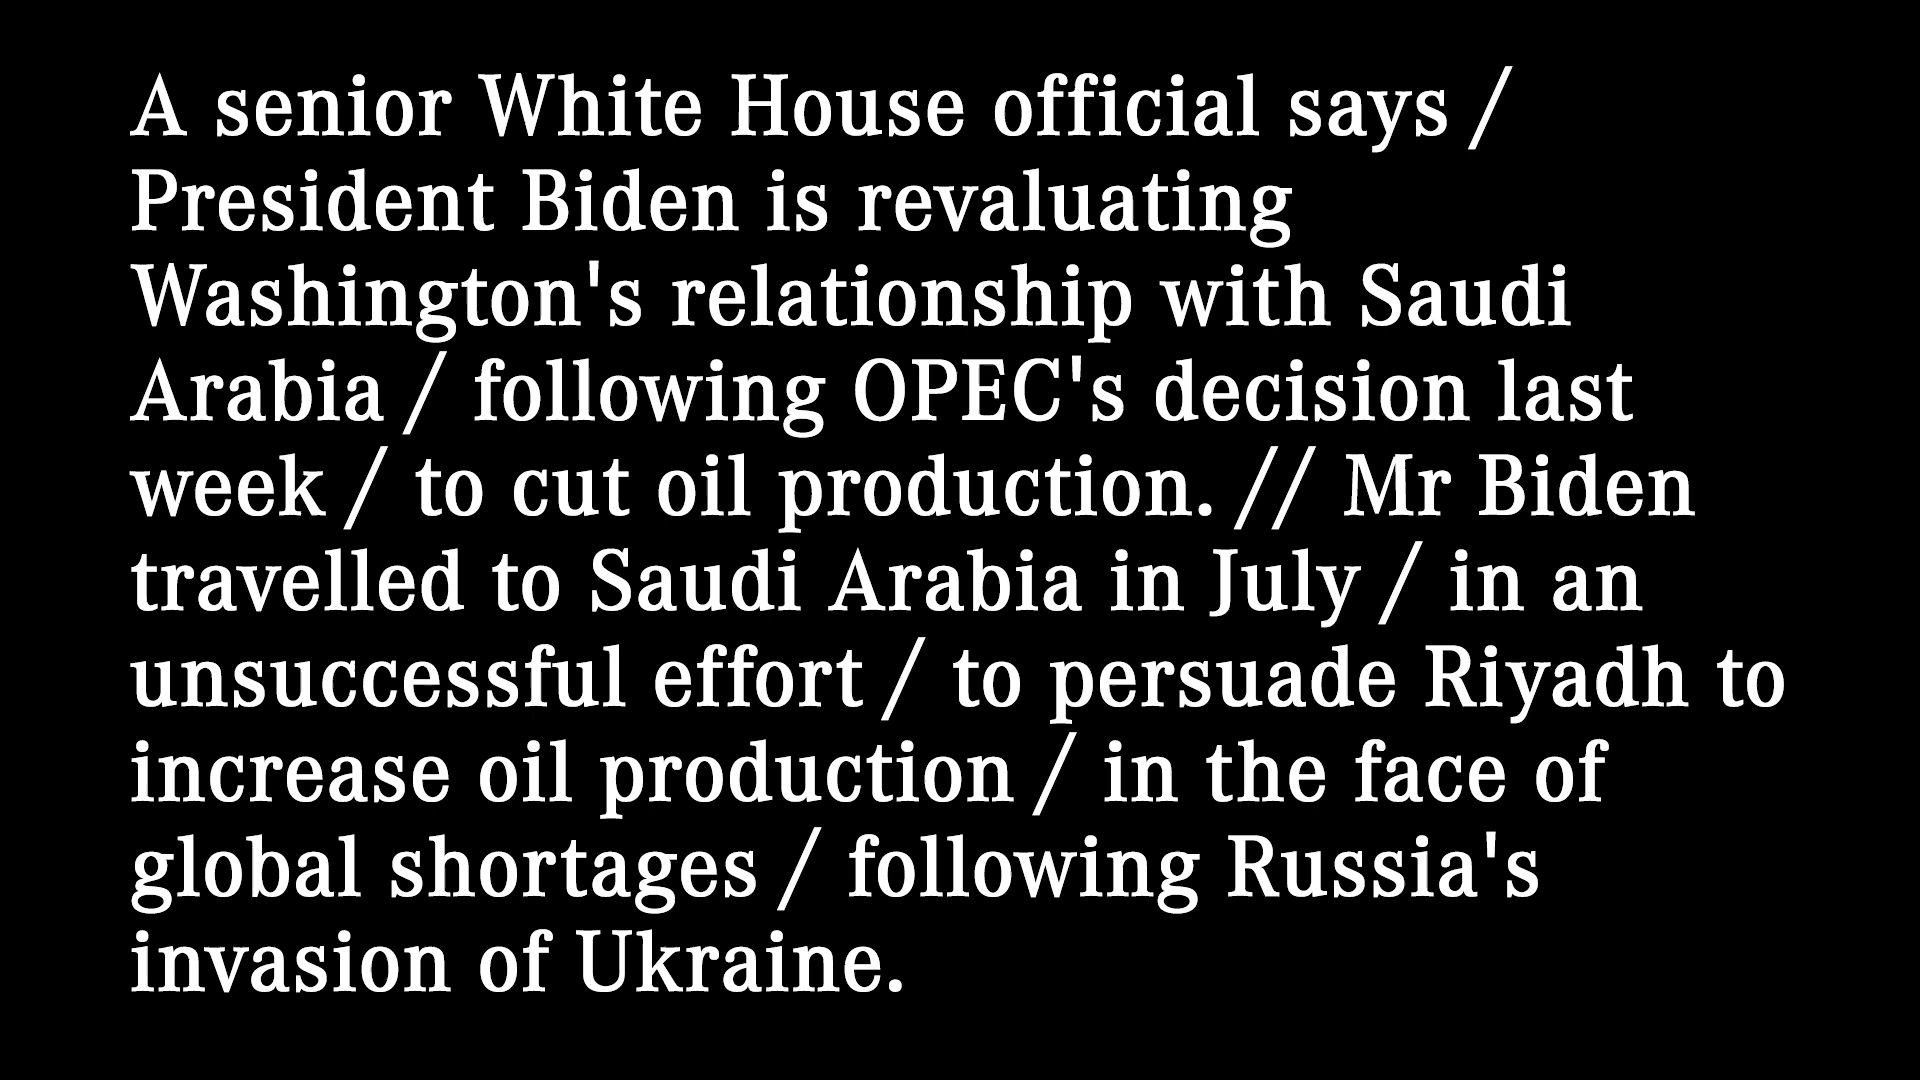 A senior White House official says /
President Biden is revaluating
Washington's relationship with Saudi
Arabia / following OPEC's decision last
week / to cut oil production. // Mr Biden
travelled to Saudi Arabia in July / in an
unsuccessful effort / to persuade Riyadh to
increase oil production / in the face of
global shortages / following Russia's
invasion of Ukraine.